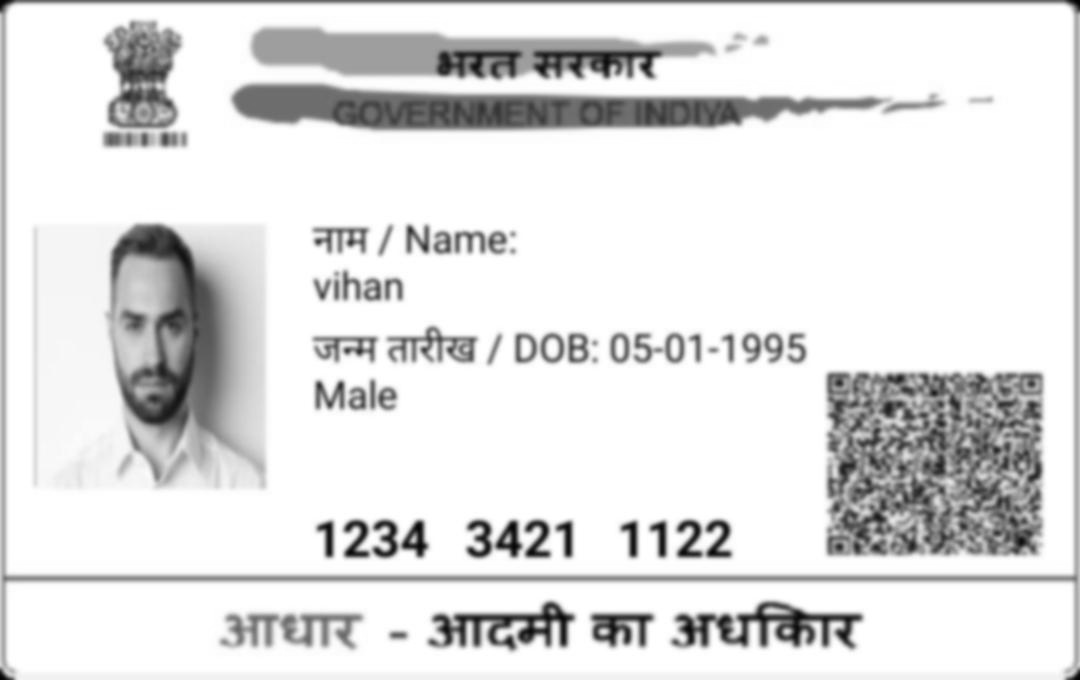 भरत सरकार
GOVERNMENT OF INDIYA
नाम / Name:
vihan
जन्म तारीख / DOB: 05-01-1995
Male
1234 3421 1122
आधार - आदमी का अधकिार